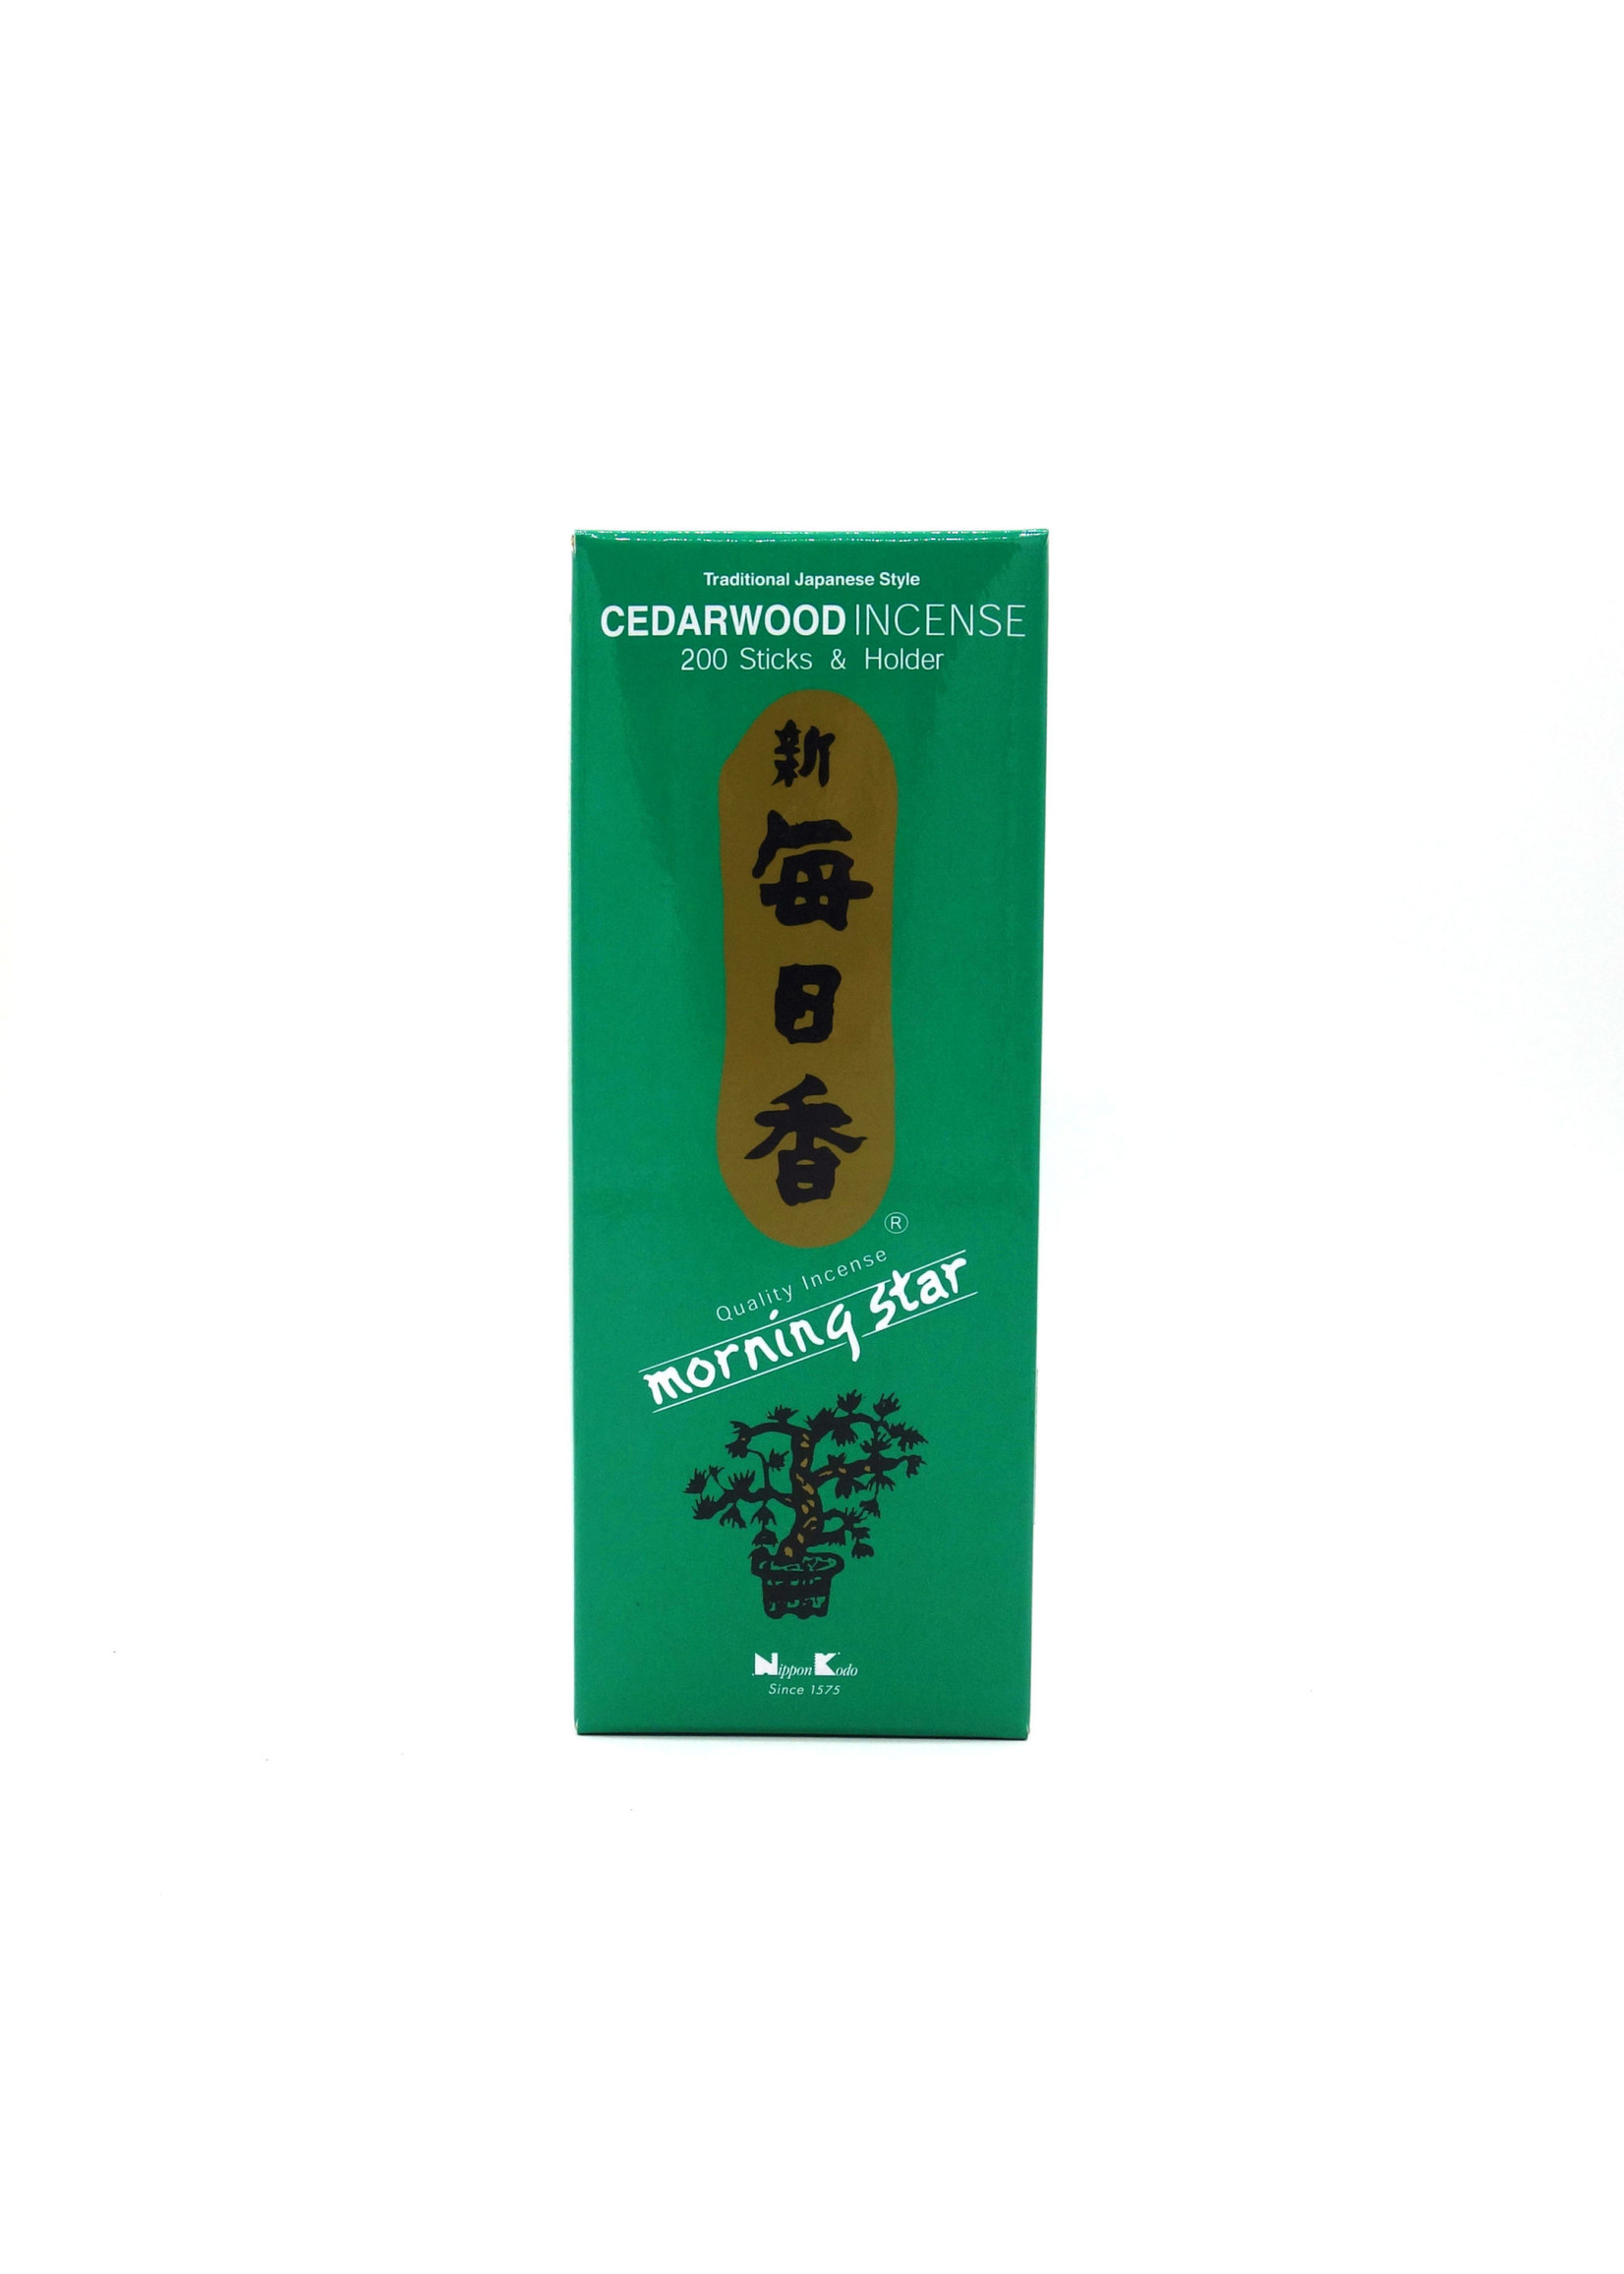 Traditional Japanese Style
CEDARWOOD INCENSE
200 Sticks & Holder
新
毎日香
®
Quality Incense
morning star
Nippon Kodo
Since 1575